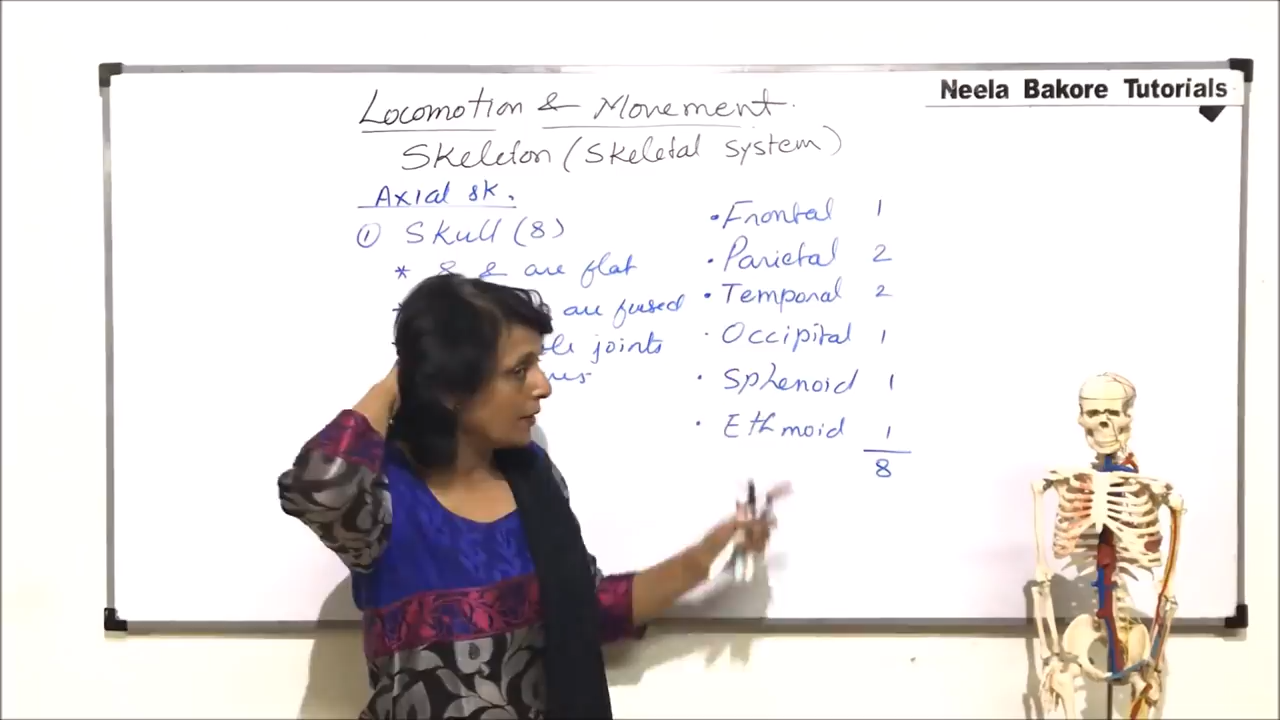 Neela Bakore Tutorials
Locomotion & Movement
Skeleton (Skeletal system)
Axial sk.
① Skull (8)
* 8 & are flat
* are fused
joints
• Frontal 1
• Parietal 2
• Temporal 2
• Occipital 1
• Sphenoid 1
• Ethmoid 1
8